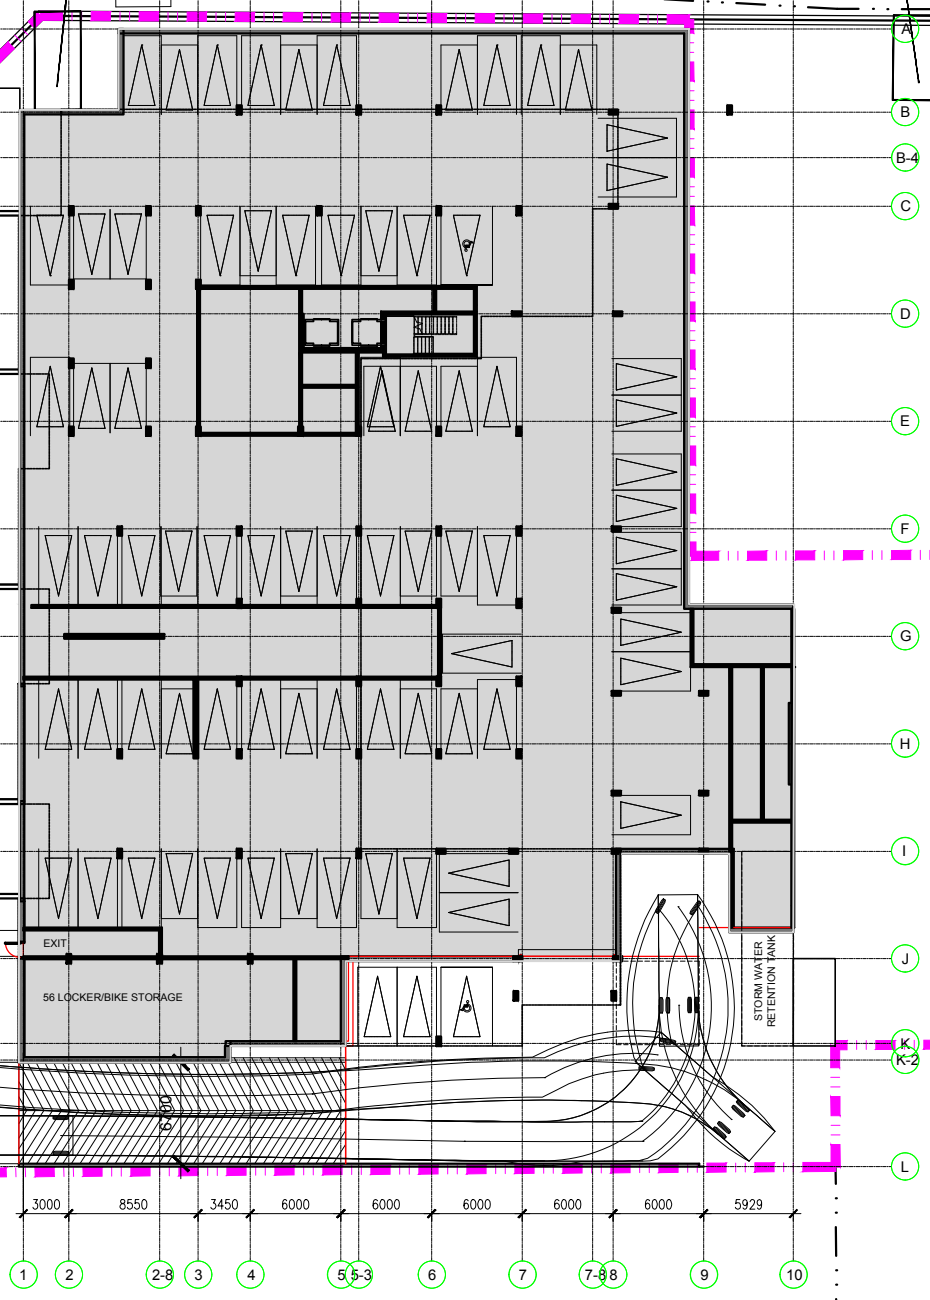 A
B
B-4
C
D
E
F
G
H
I
EXIT
J
56 LOCKER/BIKE STORAGE
STORM WATER
RETENTION TANK
K
K-2
6700
L
3000 8550 3450 6000 6000 6000 6000 6000 5929
1 2 2-8 3 4 5 5-3 6 7 7-8 8 9 10